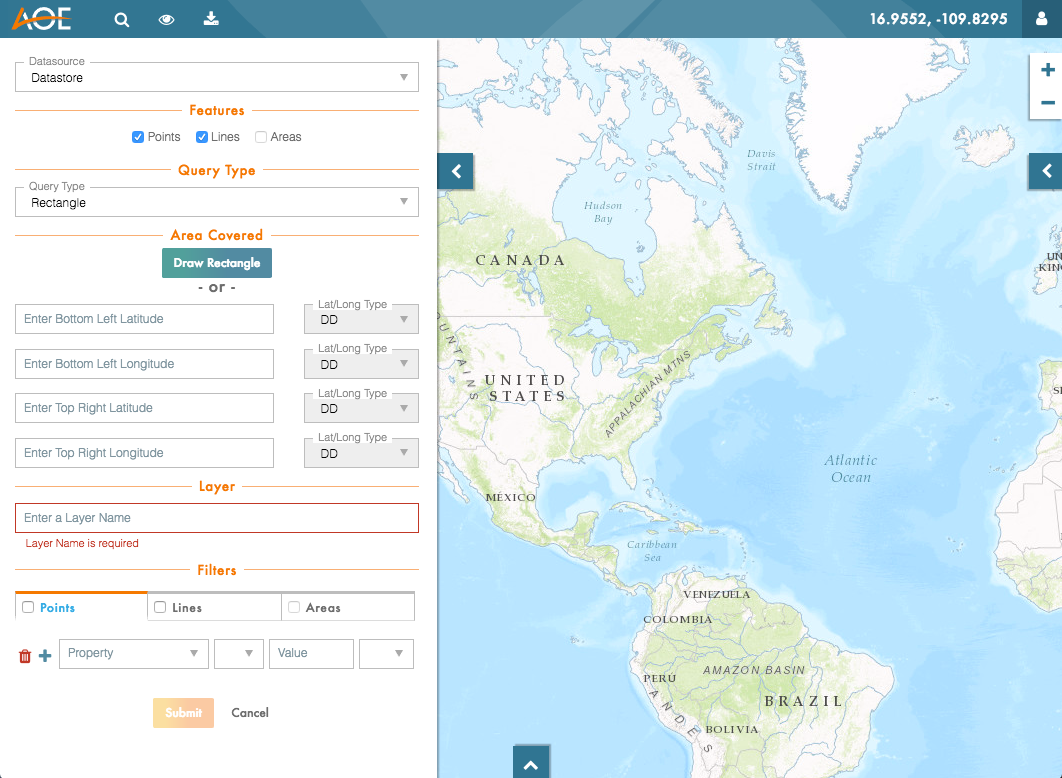 AOE
16.9552, -109.8295
Datasource
Datastore
Features
Points Lines Areas
Query Type
Query Type
Rectangle
Area Covered
Draw Rectangle
- or -
Enter Bottom Left Latitude
Lat/Long Type
DD
Enter Bottom Left Longitude
Lat/Long Type
DD
Enter Top Right Latitude
Lat/Long Type
DD
Enter Top Right Longitude
Lat/Long Type
DD
Layer
Enter a Layer Name
Layer Name is required
Filters
Points Lines Areas
Property Value
Submit Cancel
Davis
Strait
Hudson
Bay
CANADA
UN
KIN
UNTAINS
UNITED
STATES
APPALACHIAN MTNS
Atlantic
Ocean
MÉXICO
Caribbean
Sea
VENEZUELA
COLOMBIA
AMAZON BASIN
PERÚ
BRAZIL
ANDES
BOLIVIA